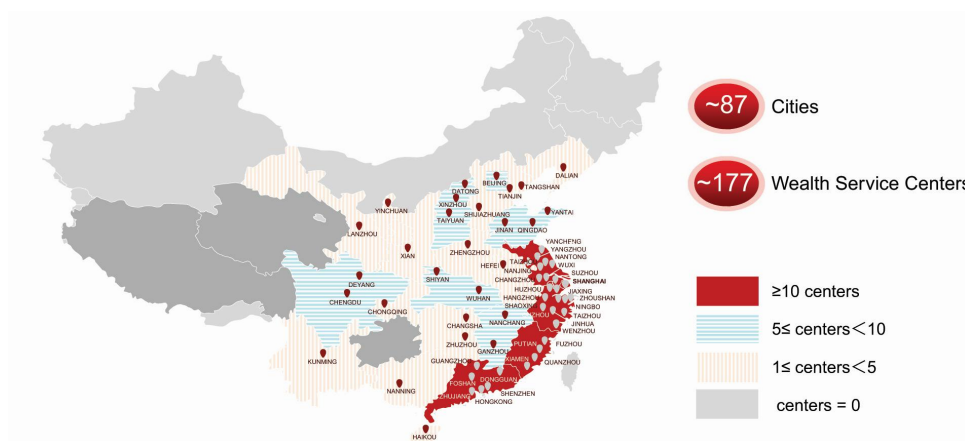 ~87
Cities
~177
Wealth Service Centers
≥10 centers
5≤ centers<10
1≤ centers<5
centers = 0
DALIAN
BEIJING
TANGSHAN
TIANJIN
DATONG
XINZHOU
YINCHUAN
SHIJIAZHUANG
TAIYUAN
YANTAI
JINAN
QINGDAO
LANZHOU
XIAN
ZHENGZHOU
YANCHENG
YANGZHOU
NANTONG
WUXI
SUZHOU
SHANGHAI
HEFEI
NANJING
CHANGZHOU
HUZHOU
JIAXING
HANGZHOU
ZHOUSHAN
SHAOXING
NINGBO
TAIZHOU
JINHUA
WENZHOU
SHIYAN
DEYANG
CHENGDU
CHONGQING
WUHAN
NANCHANG
CHANGSHA
ZHUZHOU
GANZHOU
PUTIAN
FUZHOU
XIAMEN
QUANZHOU
KUNMING
NANNING
GUANGZHOU
FOSHAN
DONGGUAN
ZHUJIANG
SHENZHEN
HONGKONG
HAIKOU